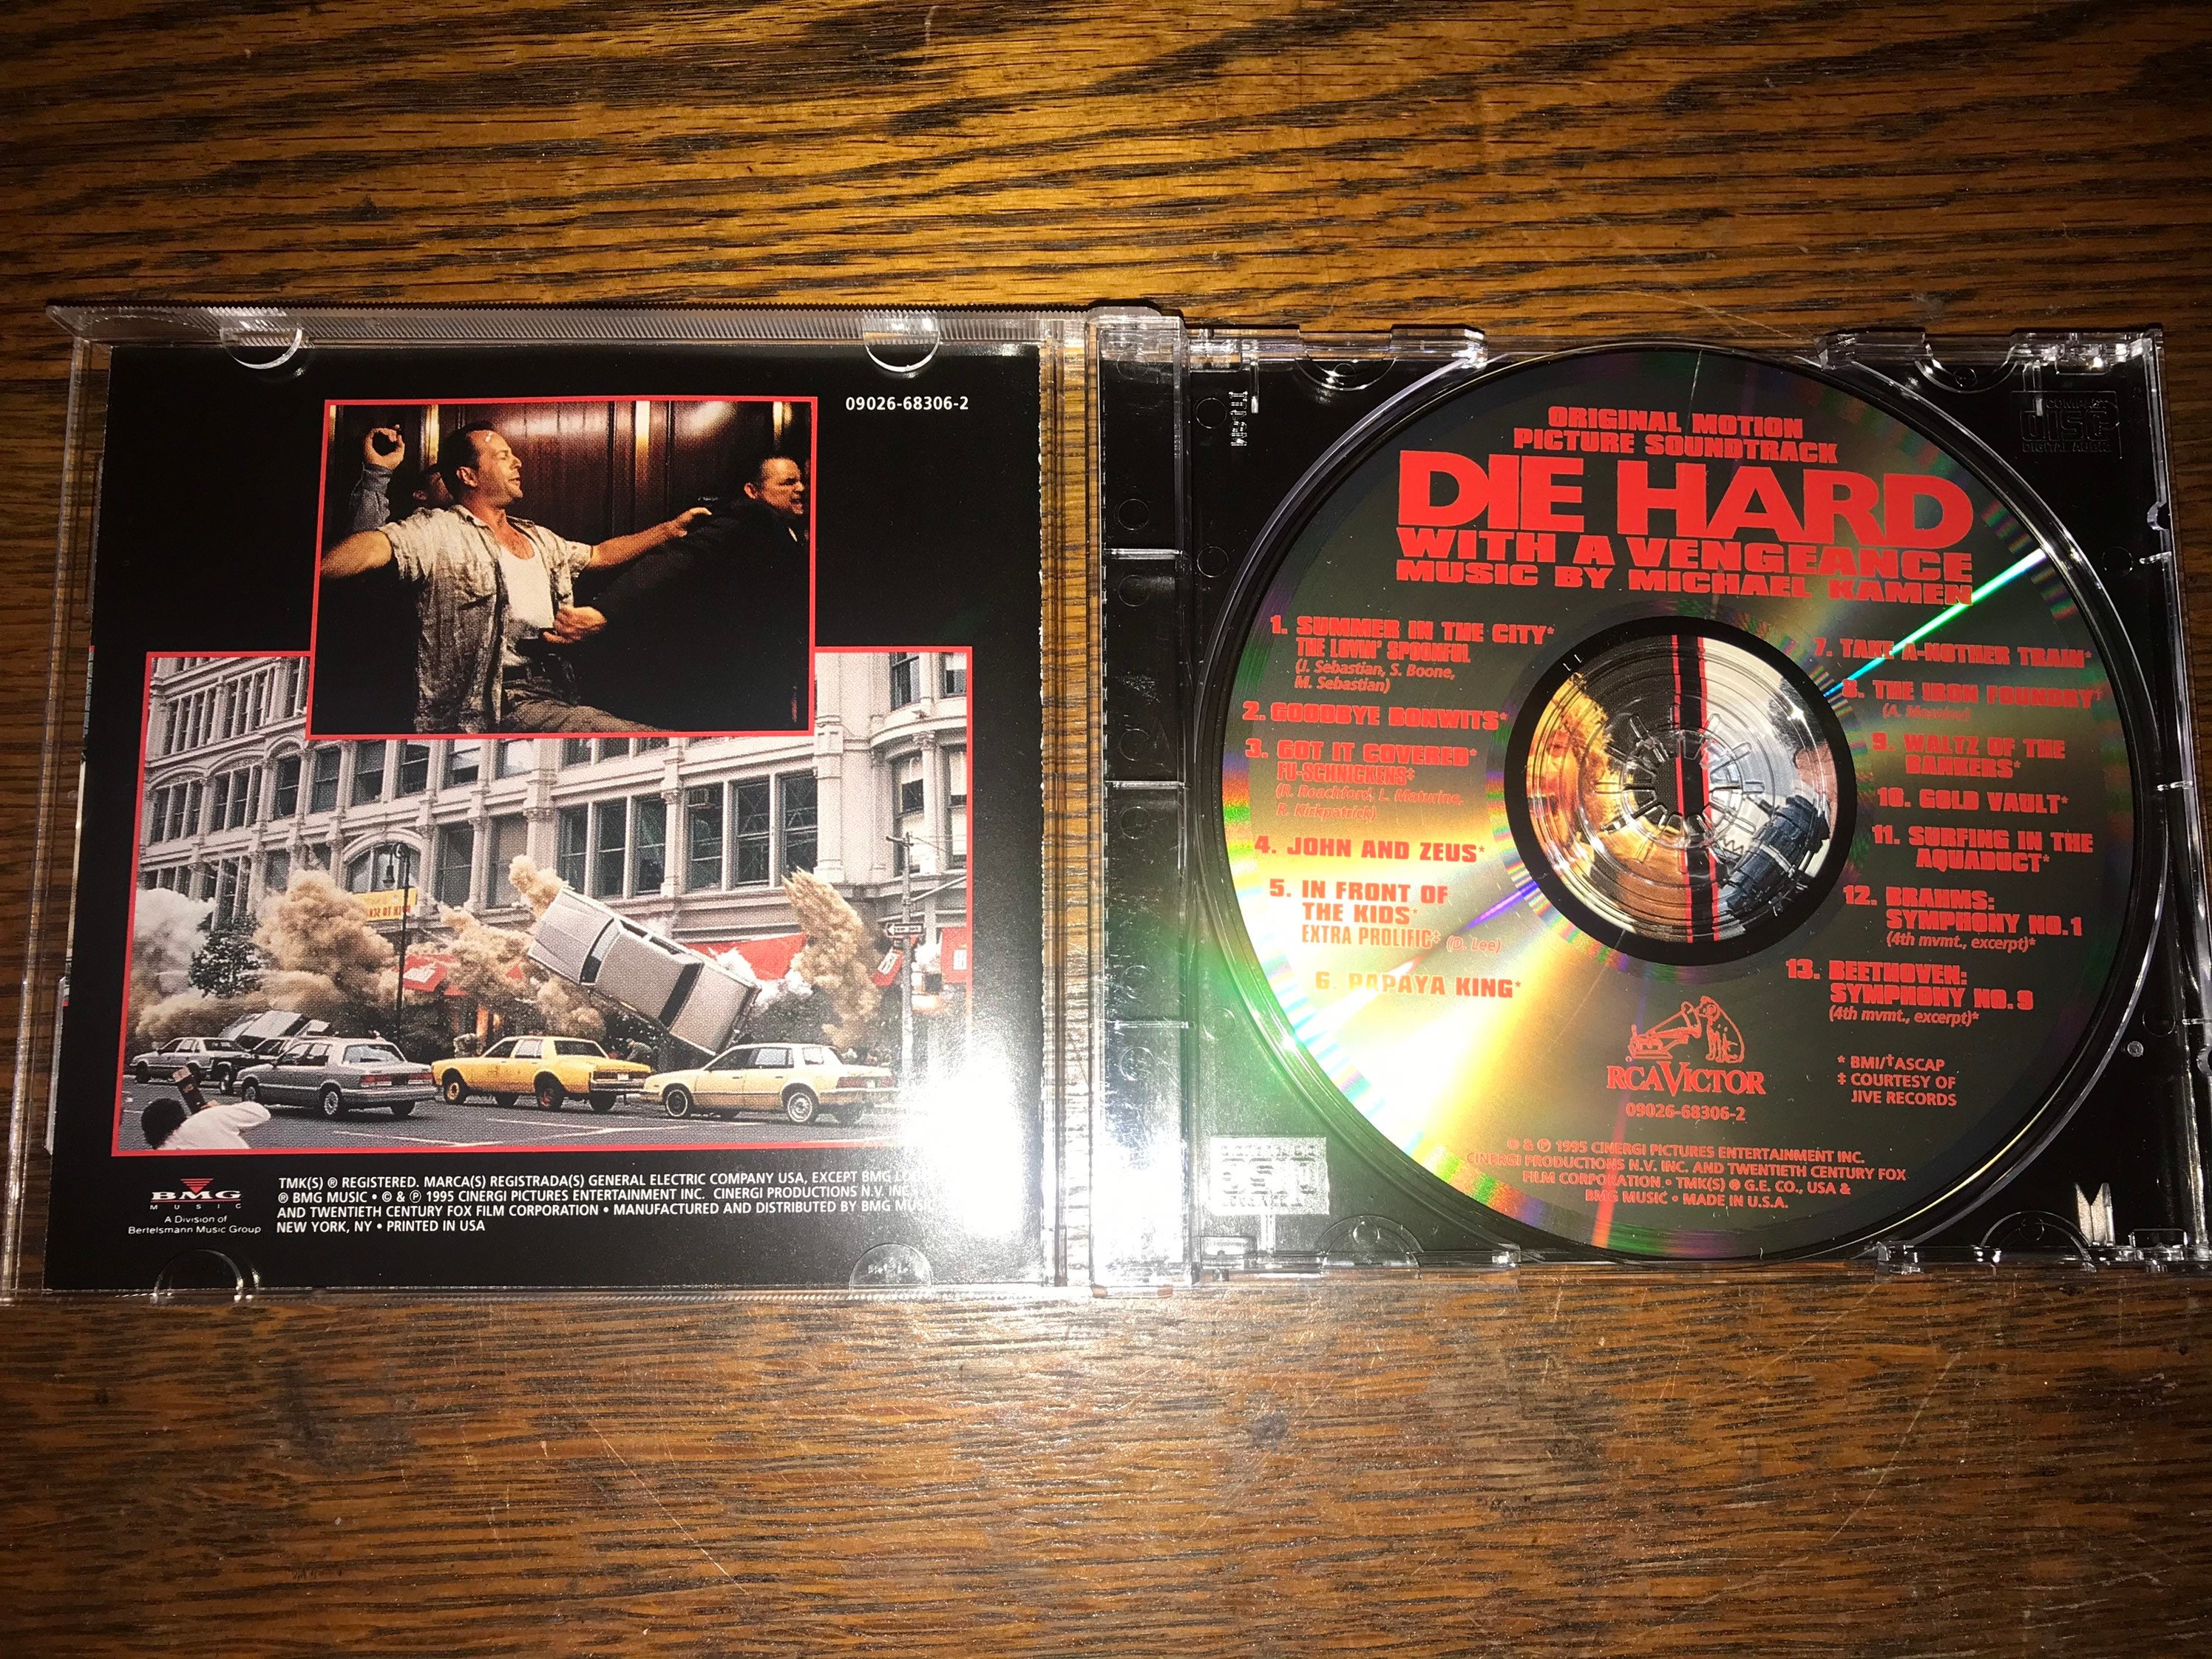 09026-68306-2
BMG
MUSIC
A Division of
Bertelsmann Music Group
TMK(S) ® REGISTERED. MARCA(S) REGISTRADA(S) GENERAL ELECTRIC COMPANY USA, EXCEPT BMG
® BMG MUSIC • © & ℗ 1995 CINERGI PICTURES ENTERTAINMENT INC. CINERGI PRODUCTIONS N.V. INC.
AND TWENTIETH CENTURY FOX FILM CORPORATION • MANUFACTURED AND DISTRIBUTED BY BMG MUSIC
NEW YORK, NY • PRINTED IN USA
ORIGINAL MOTION
PICTURE SOUNDTRACK
DIE HARD
WITH A VENGEANCE
MUSIC BY MICHAEL KAMEN
1. SUMMER IN THE CITY*
THE LOVIN' SPOONFUL
(J. Sebastian, S. Boone,
M. Sebastian)
2. GOODBYE BONWITS*
3. GOT IT COVERED*
FU-SCHNICKENS‡
(R. Roachford, L. Maturine,
R. Kirkpatrick)
4. JOHN AND ZEUS*
5. IN FRONT OF
THE KIDS*
EXTRA PROLIFIC‡ (D. Lee)
6. PAPAYA KING*
7. TAKE A-NOTHER TRAIN*
8. THE IRON FOUNDRY†
9. WALTZ OF THE
BANKERS*
10. GOLD VAULT*
11. SURFING IN THE
AQUADUCT*
12. BRAHMS:
SYMPHONY NO. 1
(4th mvmt., excerpt)*
13. BEETHOVEN:
SYMPHONY NO. 9
(4th mvmt., excerpt)*
RCA VICTOR
09026-68306-2
* BMI/†ASCAP
‡ COURTESY OF
JIVE RECORDS
© & ℗ 1995 CINERGI PICTURES ENTERTAINMENT INC.
CINERGI PRODUCTIONS N.V. INC. AND TWENTIETH CENTURY FOX
FILM CORPORATION • TMK(S) ® G.E. CO., USA &
BMG MUSIC • MADE IN U.S.A.
COMPACT
disc
DIGITAL AUDIO